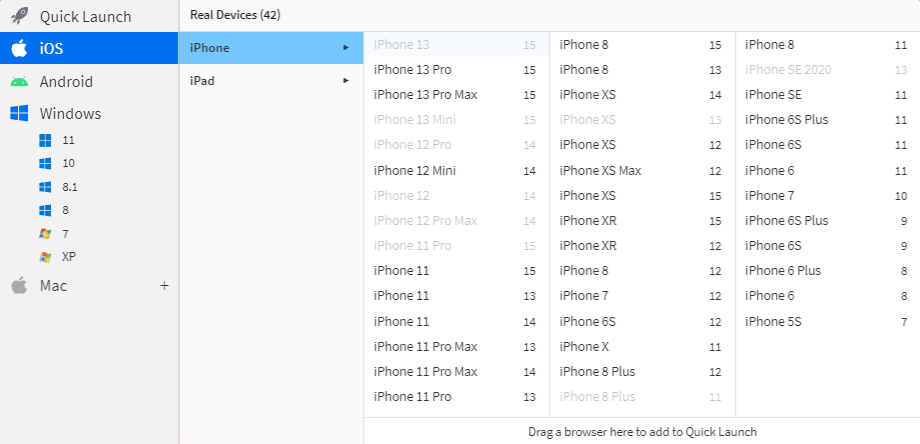 Quick Launch
iOS
Android
Windows
11
10
8.1
8
7
XP
Mac +
Real Devices (42)
iPhone
iPad
iPhone 13 15
iPhone 13 Pro 15
iPhone 13 Pro Max 15
iPhone 13 Mini 15
iPhone 12 Pro 14
iPhone 12 Mini 14
iPhone 12 14
iPhone 12 Pro Max 14
iPhone 11 Pro 15
iPhone 11 15
iPhone 11 13
iPhone 11 14
iPhone 11 Pro Max 13
iPhone 11 Pro Max 14
iPhone 11 Pro 13
iPhone 8 15
iPhone 8 13
iPhone XS 14
iPhone XS 13
iPhone XS 12
iPhone XS Max 12
iPhone XS 15
iPhone XR 15
iPhone XR 12
iPhone 8 12
iPhone 7 12
iPhone 6S 12
iPhone X 11
iPhone 8 Plus 12
iPhone 8 Plus 11
iPhone 8 11
iPhone SE 2020 13
iPhone SE 11
iPhone 6S Plus 11
iPhone 6S 11
iPhone 6 11
iPhone 7 10
iPhone 6S Plus 9
iPhone 6S 9
iPhone 6 Plus 8
iPhone 6 8
iPhone 5S 7
Drag a browser here to add to Quick Launch